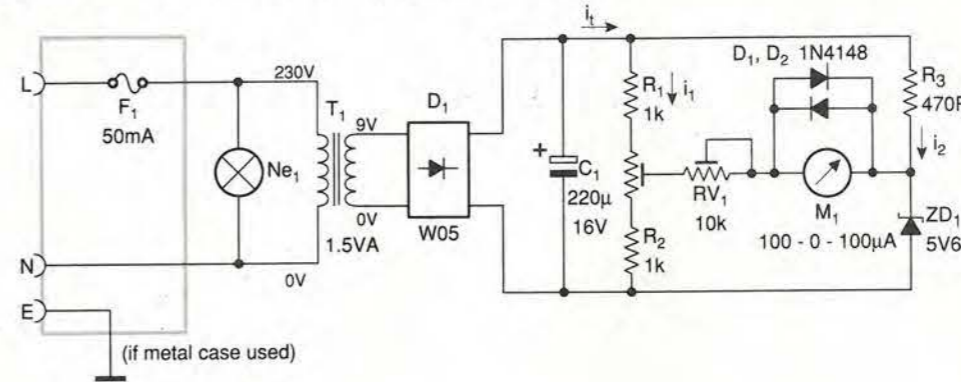 L
F1
50mA
N
E
(if metal case used)
230V
0V
Ne1
T1
9V
0V
1.5VA
D1
W05
+
C1
220μ
16V
it
R1
1k
i1
R2
1k
RV1
10k
D1, D2 1N4148
M1
100 - 0 - 100μA
R3
470R
i2
ZD1
5V6